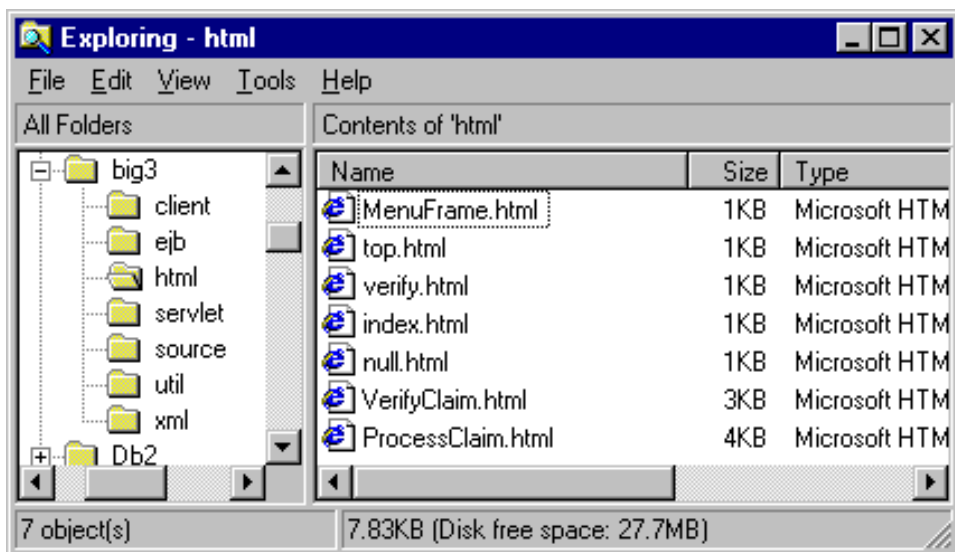 Exploring - html
File Edit View Tools Help
All Folders
Contents of 'html'
big3
client
ejb
html
servlet
source
util
xml
Db2
Name Size Type
MenuFrame.html 1KB Microsoft HTM
top.html 1KB Microsoft HTM
verify.html 1KB Microsoft HTM
index.html 1KB Microsoft HTM
null.html 1KB Microsoft HTM
VerifyClaim.html 3KB Microsoft HTM
ProcessClaim.html 4KB Microsoft HTM
7 object(s)
7.83KB (Disk free space: 27.7MB)